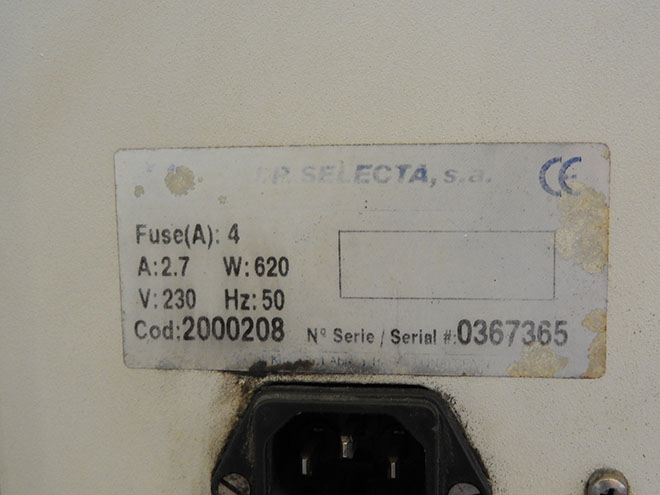 SELECTA, s.a. CE
Fuse(A): 4
A: 2.7 W: 620
V: 230 Hz: 50
Cod: 2000208 Nº Serie / Serial #: 0367365